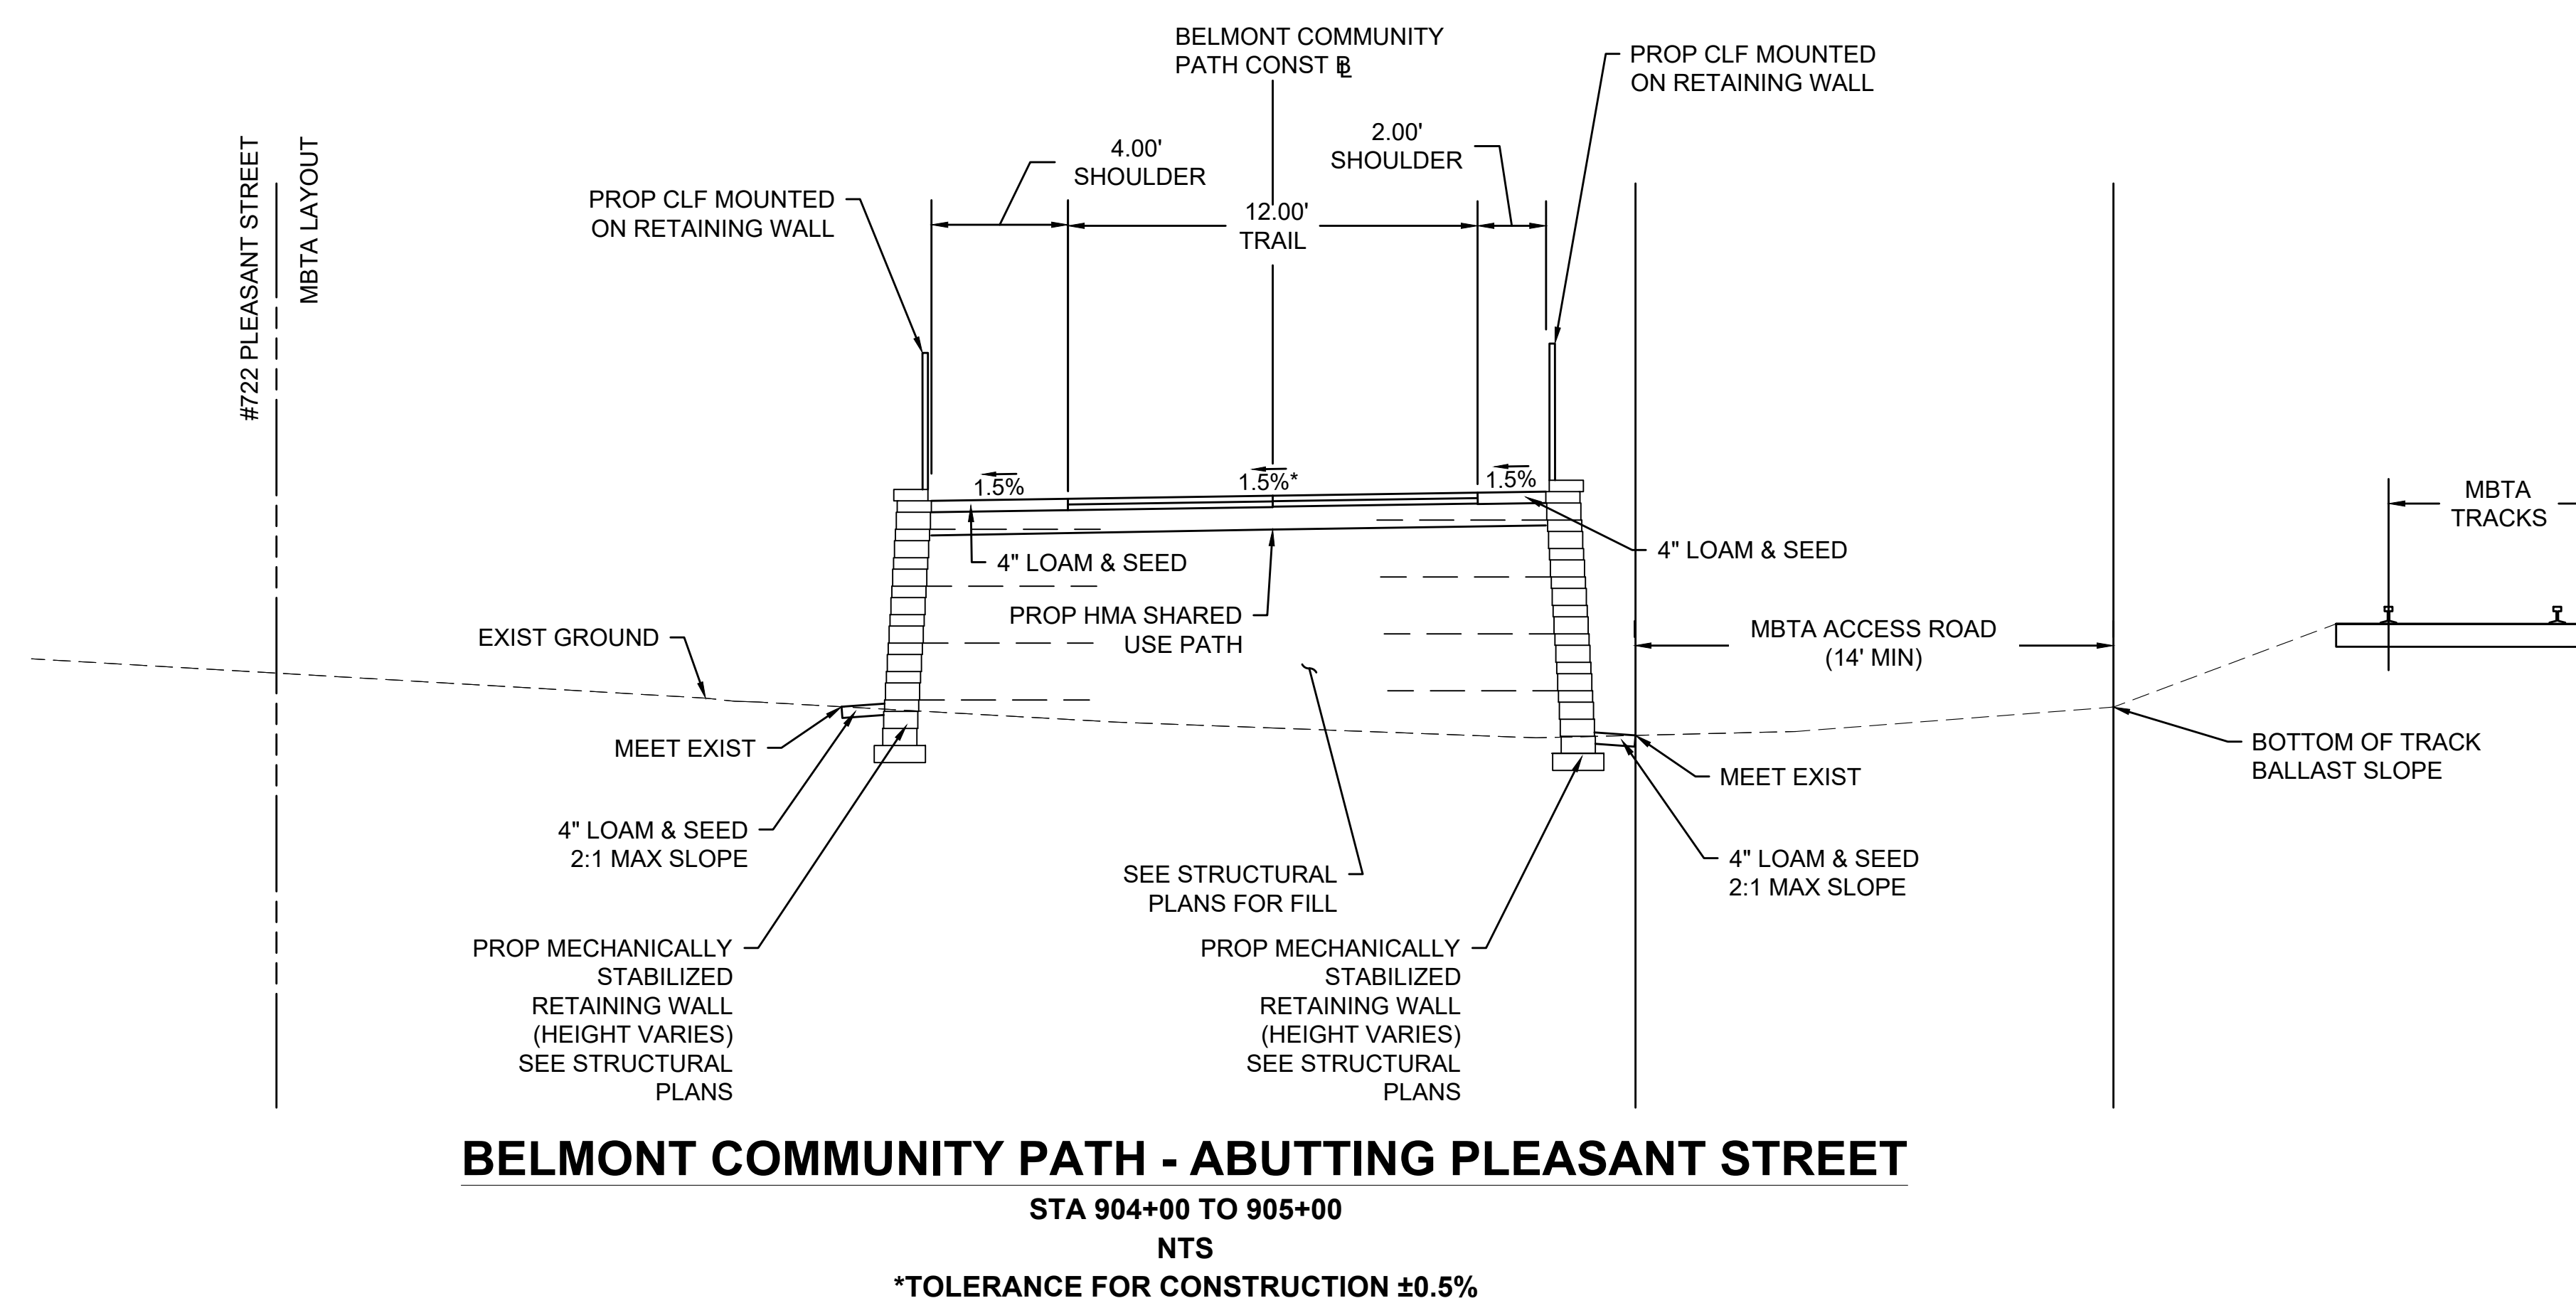 BELMONT COMMUNITY
PATH CONST BL
PROP CLF MOUNTED
ON RETAINING WALL
#722 PLEASANT STREET
MBTA LAYOUT
4.00'
SHOULDER
2.00'
SHOULDER
PROP CLF MOUNTED
ON RETAINING WALL
12.00'
TRAIL
1.5%
1.5%*
1.5%
MBTA
TRACKS
4" LOAM & SEED
4" LOAM & SEED
PROP HMA SHARED
USE PATH
EXIST GROUND
MBTA ACCESS ROAD
(14' MIN)
MEET EXIST
BOTTOM OF TRACK
BALLAST SLOPE
MEET EXIST
4" LOAM & SEED
2:1 MAX SLOPE
SEE STRUCTURAL
PLANS FOR FILL
4" LOAM & SEED
2:1 MAX SLOPE
PROP MECHANICALLY
STABILIZED
RETAINING WALL
(HEIGHT VARIES)
SEE STRUCTURAL
PLANS
PROP MECHANICALLY
STABILIZED
RETAINING WALL
(HEIGHT VARIES)
SEE STRUCTURAL
PLANS
BELMONT COMMUNITY PATH - ABUTTING PLEASANT STREET
STA 904+00 TO 905+00
NTS
*TOLERANCE FOR CONSTRUCTION ±0.5%